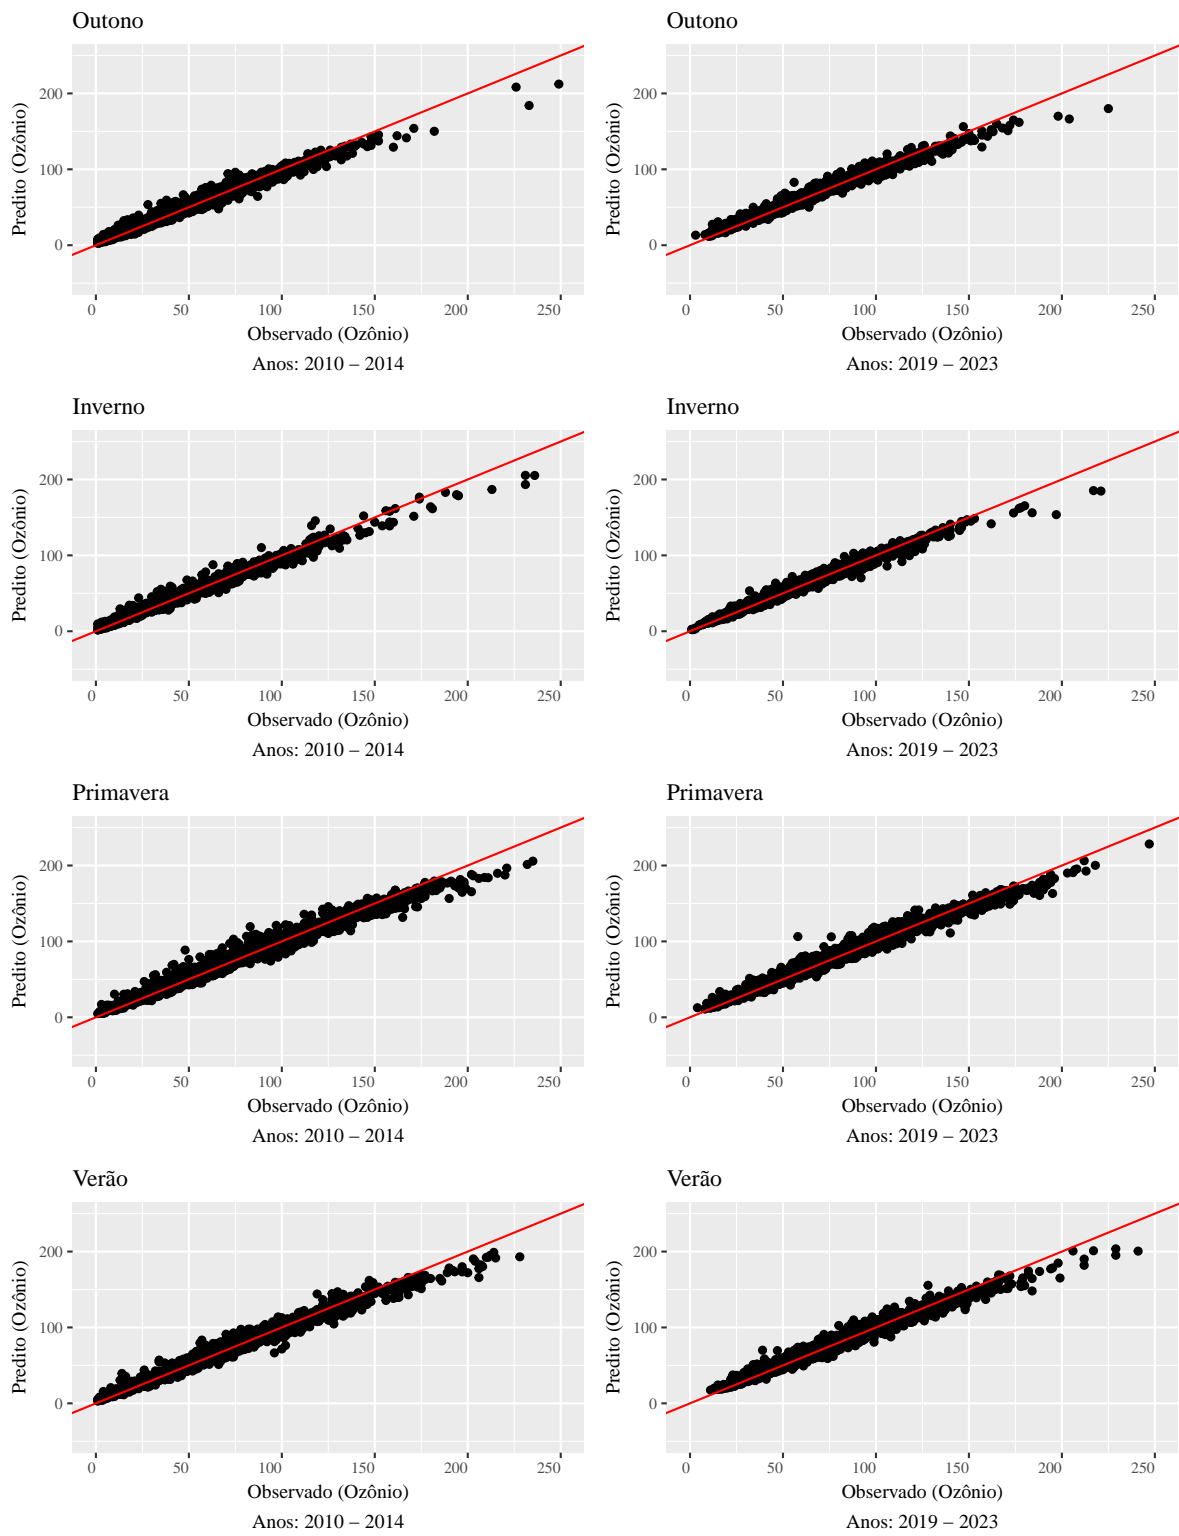 Outono
Predito (Ozônio)
200
100
0
0 50 100 150 200 250
Observado (Ozônio)
Anos: 2010 – 2014
Outono
Predito (Ozônio)
200
100
0
0 50 100 150 200 250
Observado (Ozônio)
Anos: 2019 – 2023
Inverno
Predito (Ozônio)
200
100
0
0 50 100 150 200 250
Observado (Ozônio)
Anos: 2010 – 2014
Inverno
Predito (Ozônio)
200
100
0
0 50 100 150 200 250
Observado (Ozônio)
Anos: 2019 – 2023
Primavera
Predito (Ozônio)
200
100
0
0 50 100 150 200 250
Observado (Ozônio)
Anos: 2010 – 2014
Primavera
Predito (Ozônio)
200
100
0
0 50 100 150 200 250
Observado (Ozônio)
Anos: 2019 – 2023
Verão
Predito (Ozônio)
200
100
0
0 50 100 150 200 250
Observado (Ozônio)
Anos: 2010 – 2014
Verão
Predito (Ozônio)
200
100
0
0 50 100 150 200 250
Observado (Ozônio)
Anos: 2019 – 2023